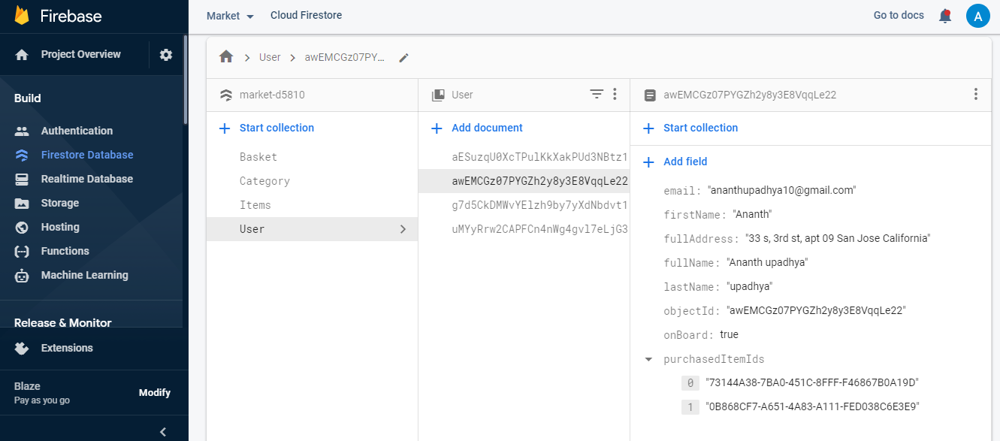 Firebase
Market
Cloud Firestore
Go to docs
A
Project Overview
Build
Authentication
Firestore Database
Realtime Database
Storage
Hosting
Functions
Machine Learning
Release & Monitor
Extensions
Blaze
Pay as you go
Modify
User
awEMCGz07PY...
market-d5810
Start collection
Basket
Category
Items
User
User
Add document
aESuzqU0XcTPulKkXakPUd3NBtz1
awEMCGz07PYGZh2y8y3E8VqqLe22
g7d5CkDMWvYElzh9by7yXdNbdvt1
uMYyRrw2CAPFCn4nWg4gvl7eLjG3
awEMCGz07PYGZh2y8y3E8VqqLe22
Start collection
Add field
email: "ananthupadhya10@gmail.com"
firstName: "Ananth"
fullAddress: "33 s, 3rd st, apt 09 San Jose California"
fullName: "Ananth upadhya"
lastName: "upadhya"
objectId: "awEMCGz07PYGZh2y8y3E8VqqLe22"
onBoard: true
purchasedItemIds
0 "73144A38-7BA0-451C-8FFF-F46867B0A19D"
1 "0B868CF7-A651-4A83-A111-FED038C6E3E9"